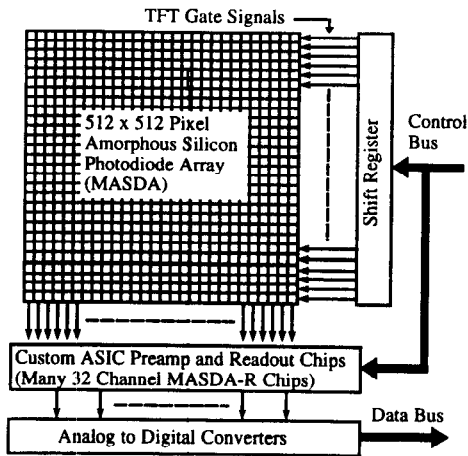 TFT Gate Signals
512 x 512 Pixel
Amorphous Silicon
Photodiode Array
(MASDA)
Shift Register
Control
Bus
Custom ASIC Preamp and Readout Chips
(Many 32 Channel MASDA-R Chips)
Data Bus
Analog to Digital Converters